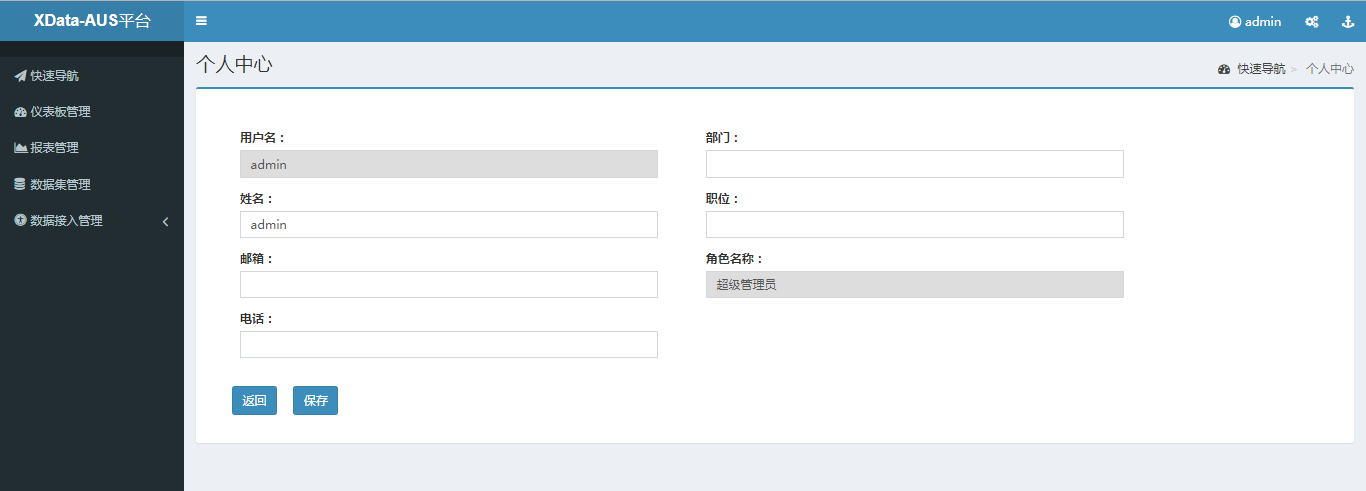 XData-AUS平台
admin
快速导航
仪表板管理
报表管理
数据集管理
数据接入管理
个人中心
快速导航 > 个人中心
用户名：
admin
部门：
姓名：
admin
职位：
邮箱：
角色名称：
超级管理员
电话：
返回 保存